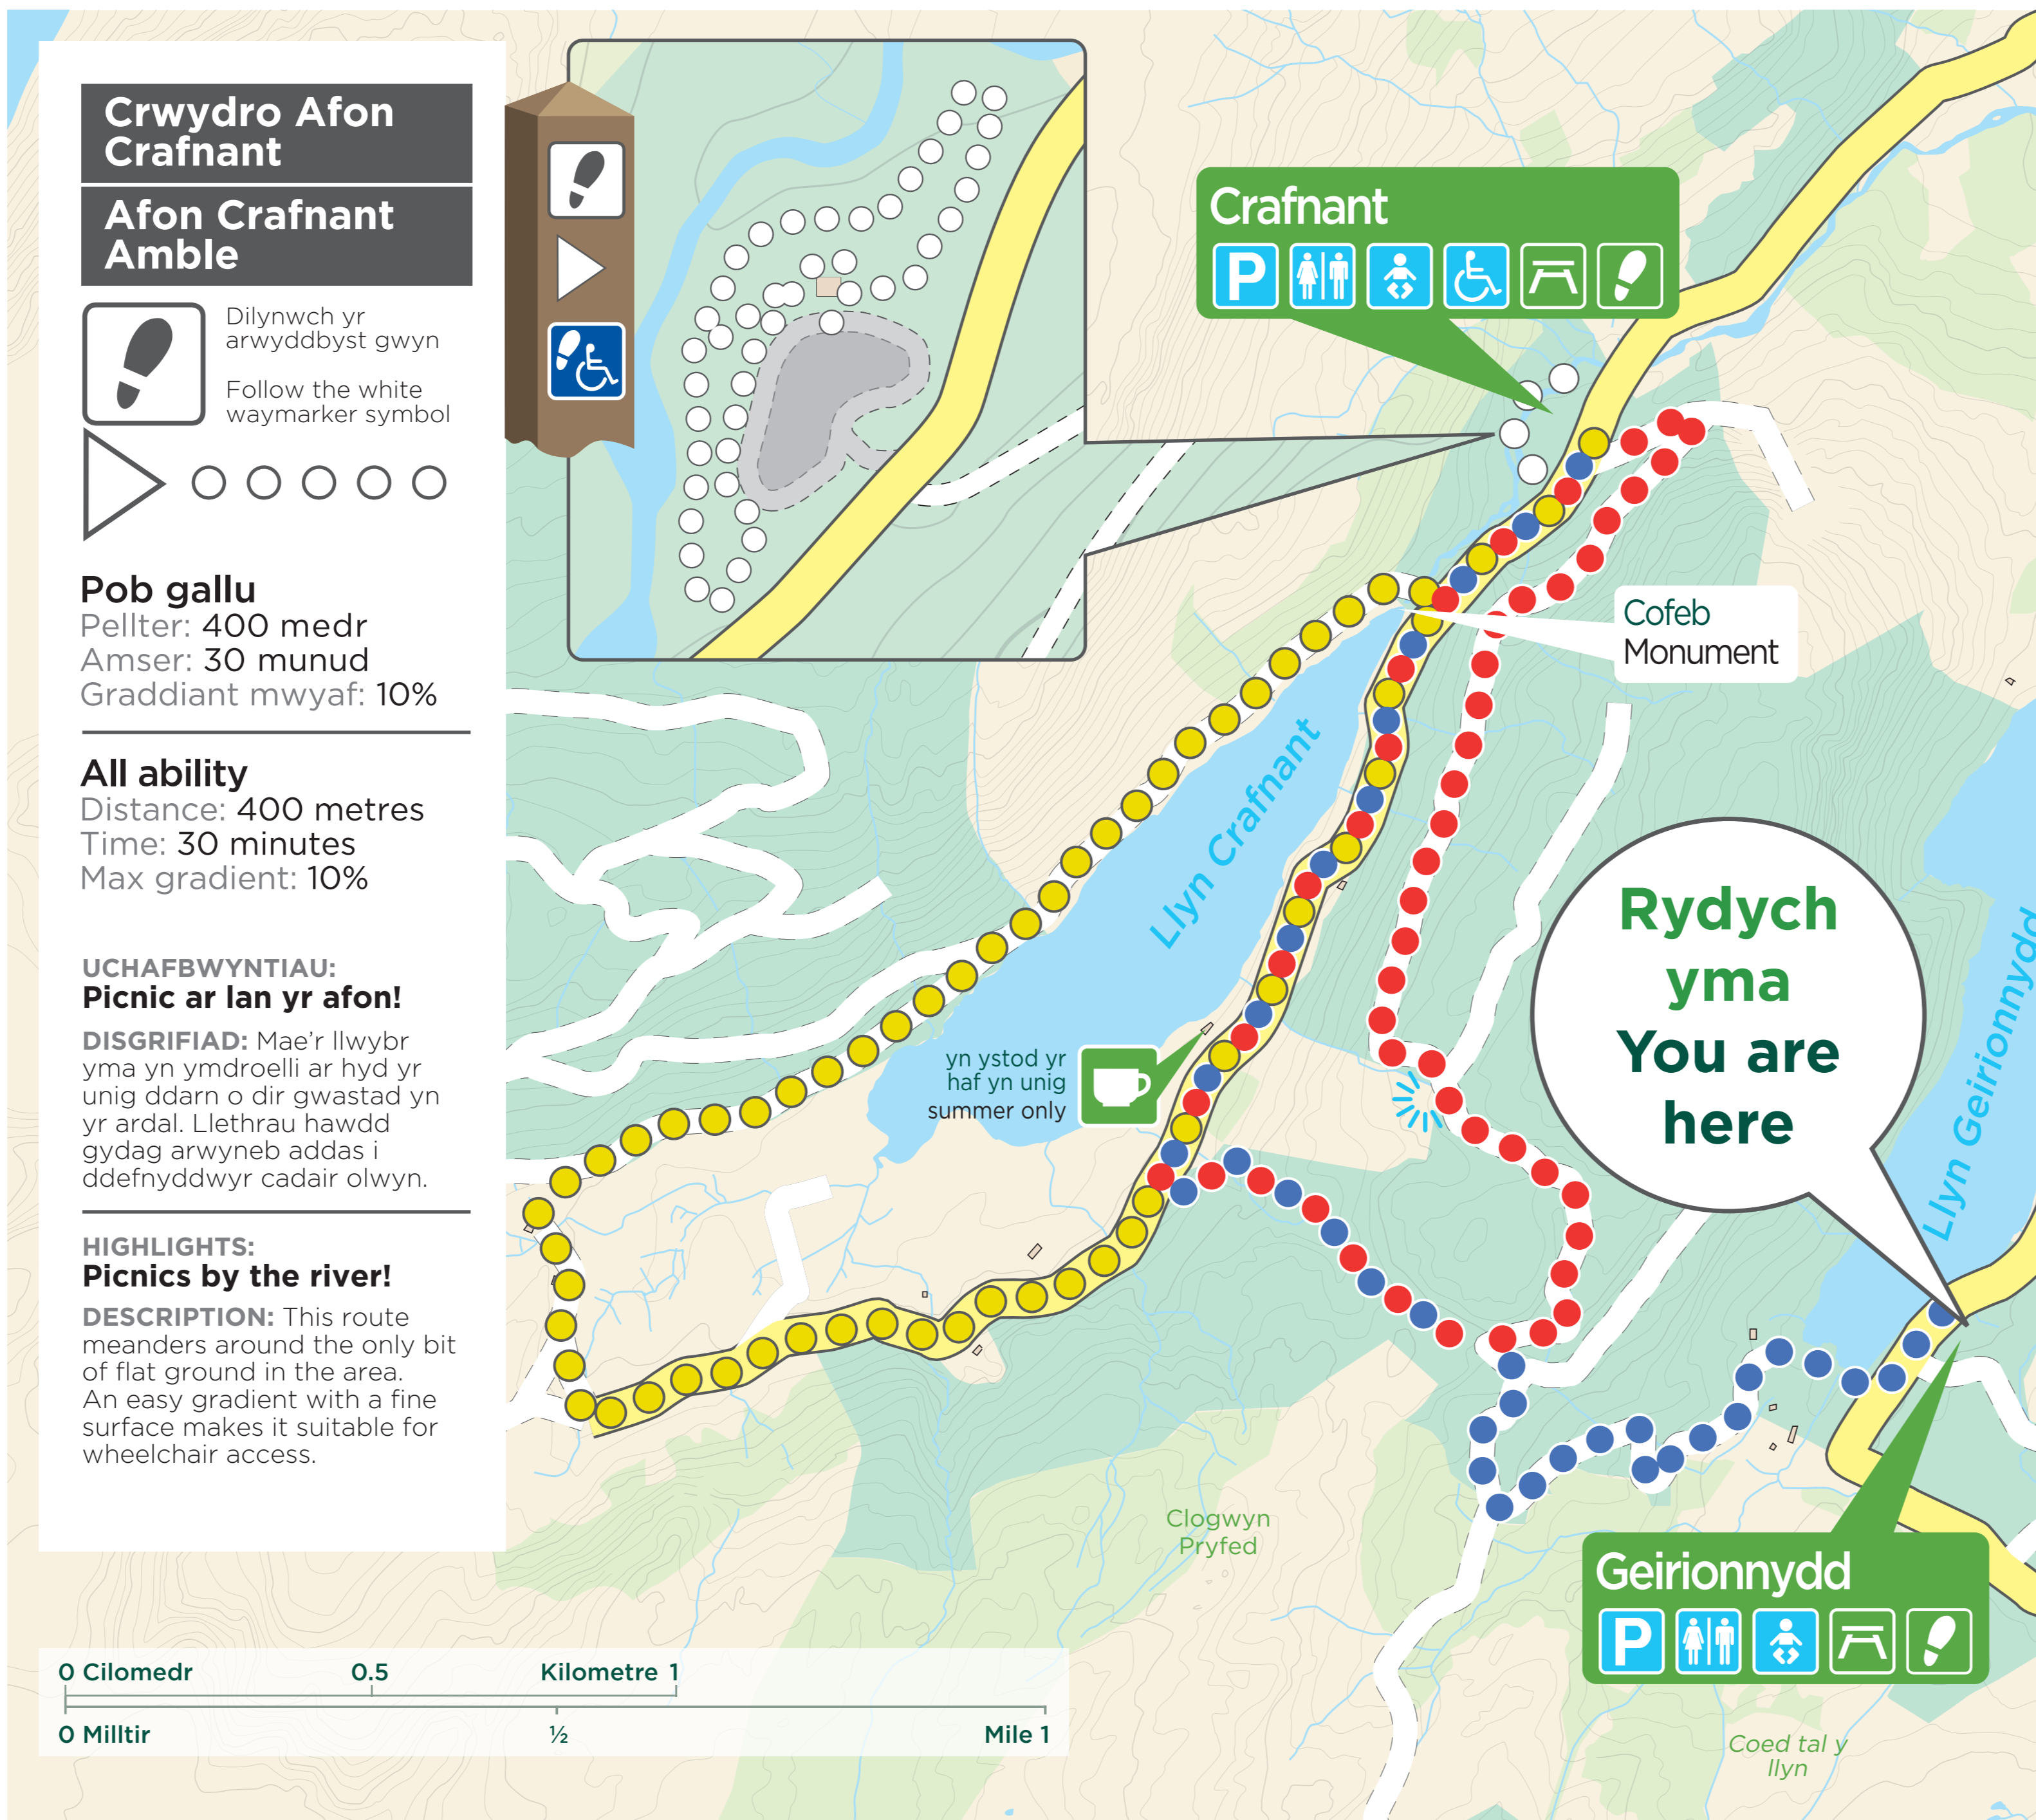 Crwydro Afon
Crafnant
Afon Crafnant
Amble
Dilynwch yr
arwyddbyst gwyn
Follow the white
waymarker symbol
Pob gallu
Pellter: 400 medr
Amser: 30 munud
Graddiant mwyaf: 10%
All ability
Distance: 400 metres
Time: 30 minutes
Max gradient: 10%
UCHAFBWYNTIAU:
Picnic ar lan yr afon!
DISGRIFIAD: Mae'r llwybr
yma yn ymdroelli ar hyd yr
unig ddarn o dir gwastad yn
yr ardal. Llethrau hawdd
gydag arwyneb addas i
ddefnyddwyr cadair olwyn.
HIGHLIGHTS:
Picnics by the river!
DESCRIPTION: This route
meanders around the only bit
of flat ground in the area.
An easy gradient with a fine
surface makes it suitable for
wheelchair access.
Crafnant
P
Cofeb
Monument
Llyn Crafnant
yn ystod yr
haf yn unig
summer only
Rydych
yma
You are
here
Llyn Geirionnydd
Clogwyn
Pryfed
Geirionnydd
P
Coed tal y
llyn
0 Cilomedr 0.5 Kilometre 1
0 Milltir ½ Mile 1